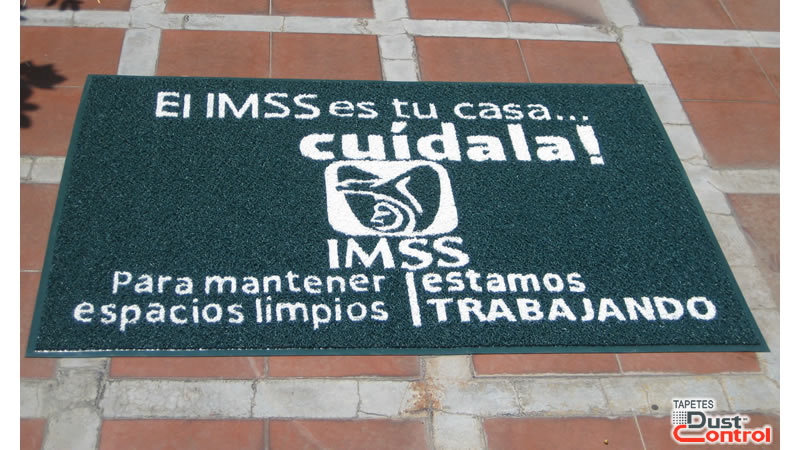 El IMSS es tu casa...
cuídala!
IMSS
Para mantener
espacios limpios
estamos
TRABAJANDO
TAPETES
Dust
Control